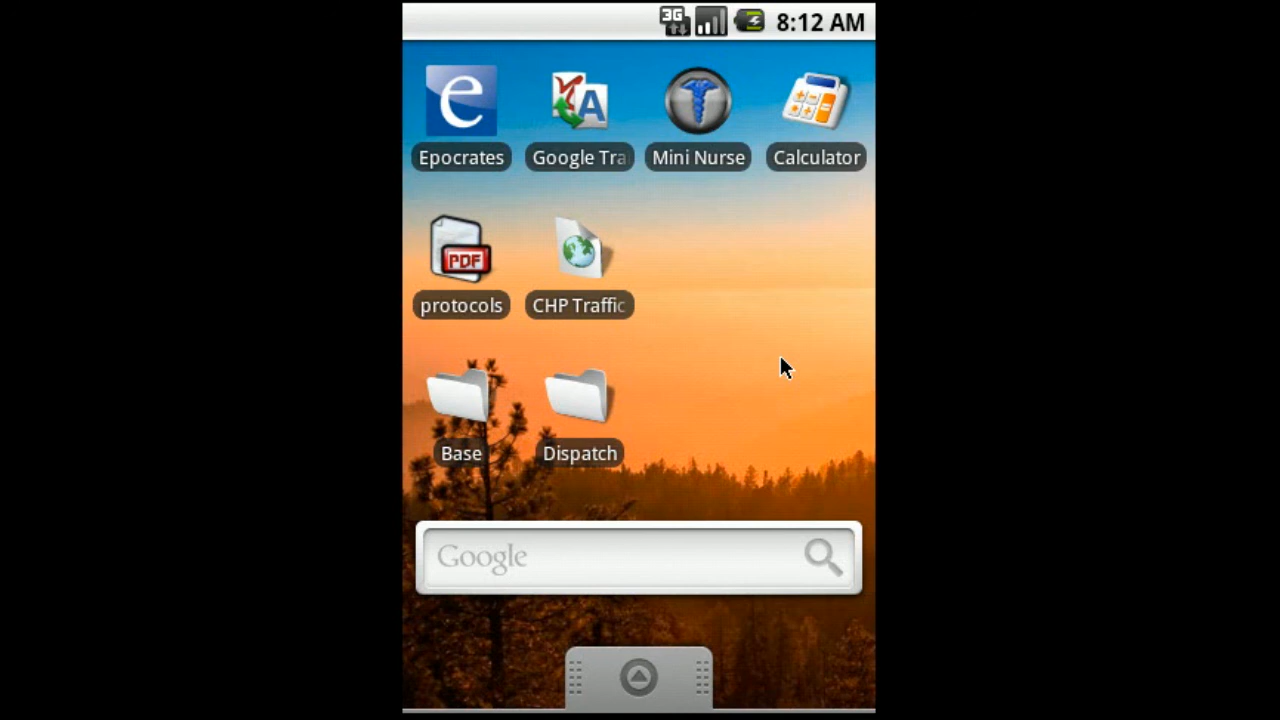 3G 8:12 AM
e A
Epocrates Google Tra Mini Nurse Calculator
PDF
protocols CHP Traffic
Base Dispatch
Google